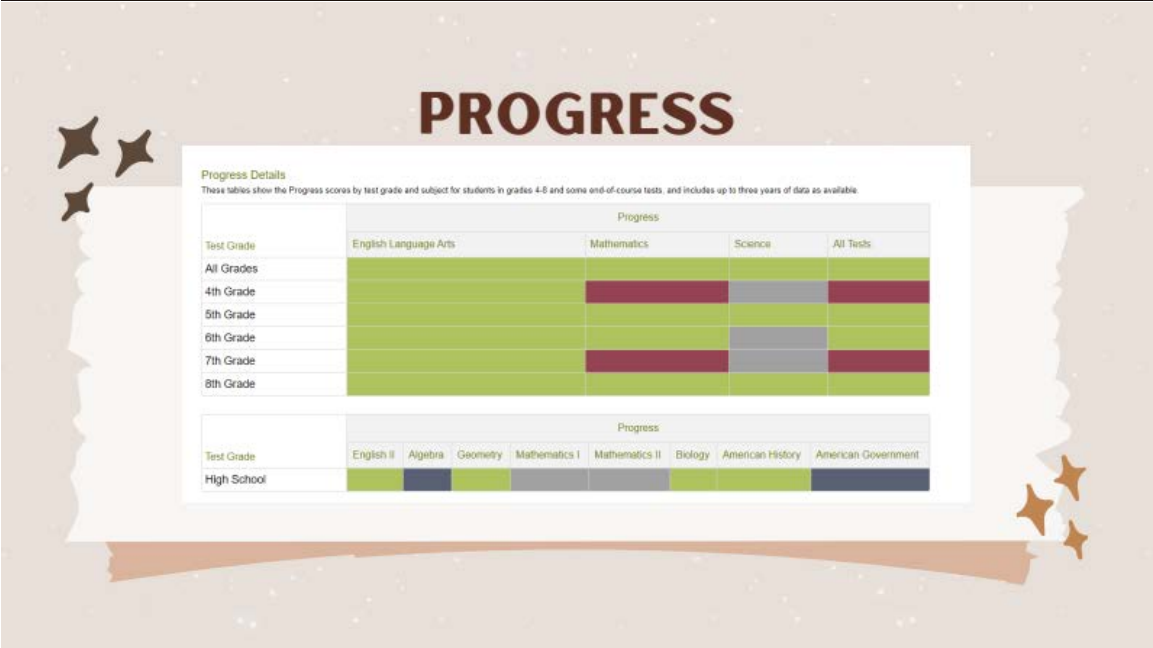 PROGRESS
Progress Details
These tables show the Progress scores by test grade and subject for students in grades 4-8 and some end-of-course tests, and includes up to three years of data as available.
Progress
Test Grade English Language Arts Mathematics Science All Tests
All Grades
4th Grade
5th Grade
6th Grade
7th Grade
8th Grade
Progress
Test Grade English II Algebra Geometry Mathematics I Mathematics II Biology American History American Government
High School